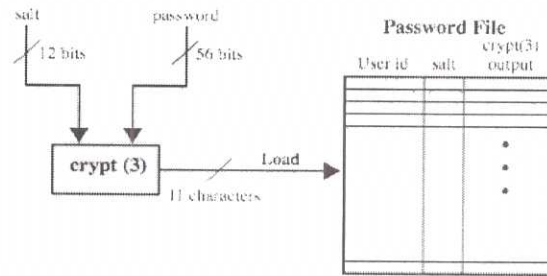 salt
password
12 bits
56 bits
crypt (3)
Load
11 characters
Password File
User id
salt
crypt(3)
output